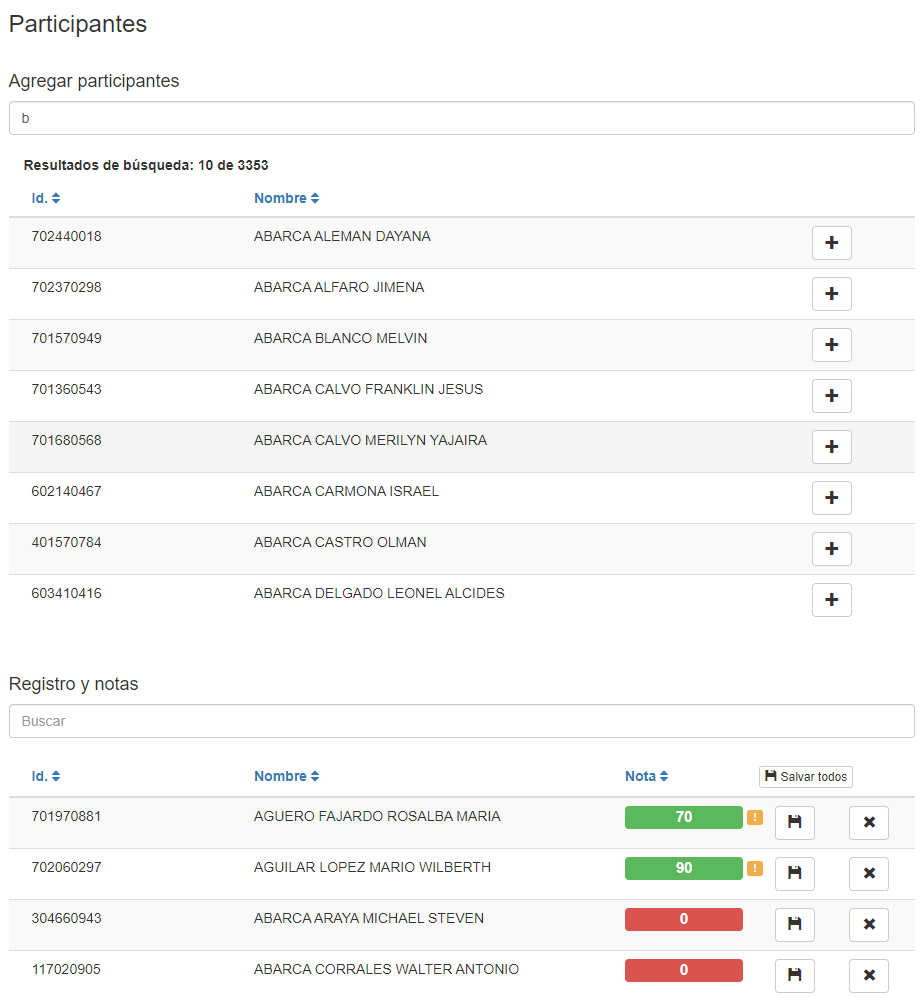 Participantes
Agregar participantes
b
Resultados de búsqueda: 10 de 3353
Id. Nombre
702440018 ABARCA ALEMAN DAYANA
702370298 ABARCA ALFARO JIMENA
701570949 ABARCA BLANCO MELVIN
701360543 ABARCA CALVO FRANKLIN JESUS
701680568 ABARCA CALVO MERILYN YAJAIRA
602140467 ABARCA CARMONA ISRAEL
401570784 ABARCA CASTRO OLMAN
603410416 ABARCA DELGADO LEONEL ALCIDES
Registro y notas
Buscar
Id. Nombre Nota Salvar todos
701970881 AGUERO FAJARDO ROSALBA MARIA 70 !
702060297 AGUILAR LOPEZ MARIO WILBERTH 90 !
304660943 ABARCA ARAYA MICHAEL STEVEN 0
117020905 ABARCA CORRALES WALTER ANTONIO 0